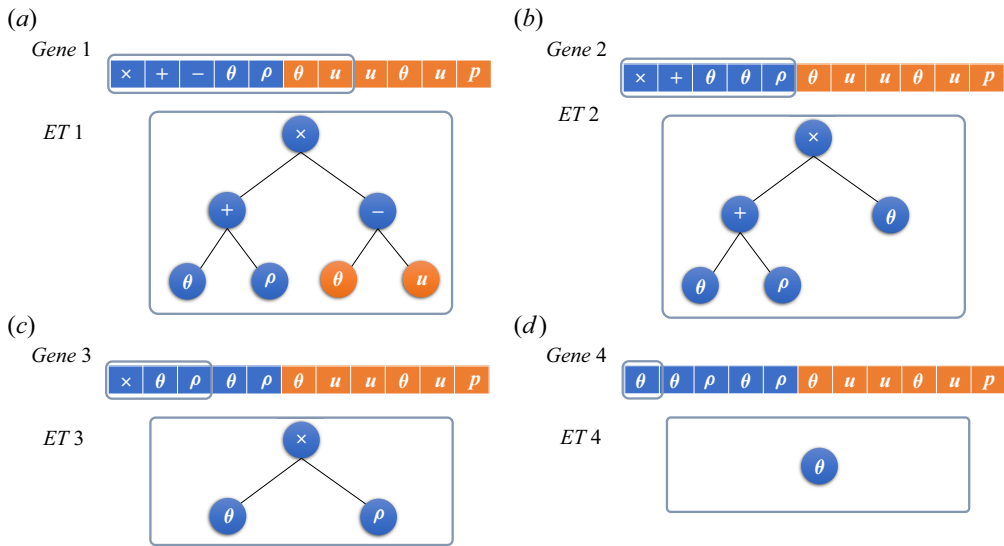 (a)
Gene 1
× + − θ ρ θ u u θ u p
ET 1
×
+ −
θ ρ θ u
(b)
Gene 2
× + θ θ ρ θ u u θ u p
ET 2
×
+ θ
θ ρ
(c)
Gene 3
× θ ρ θ ρ θ u u θ u p
ET 3
×
θ ρ
(d)
Gene 4
θ θ ρ θ ρ θ u u θ u p
ET 4
θ